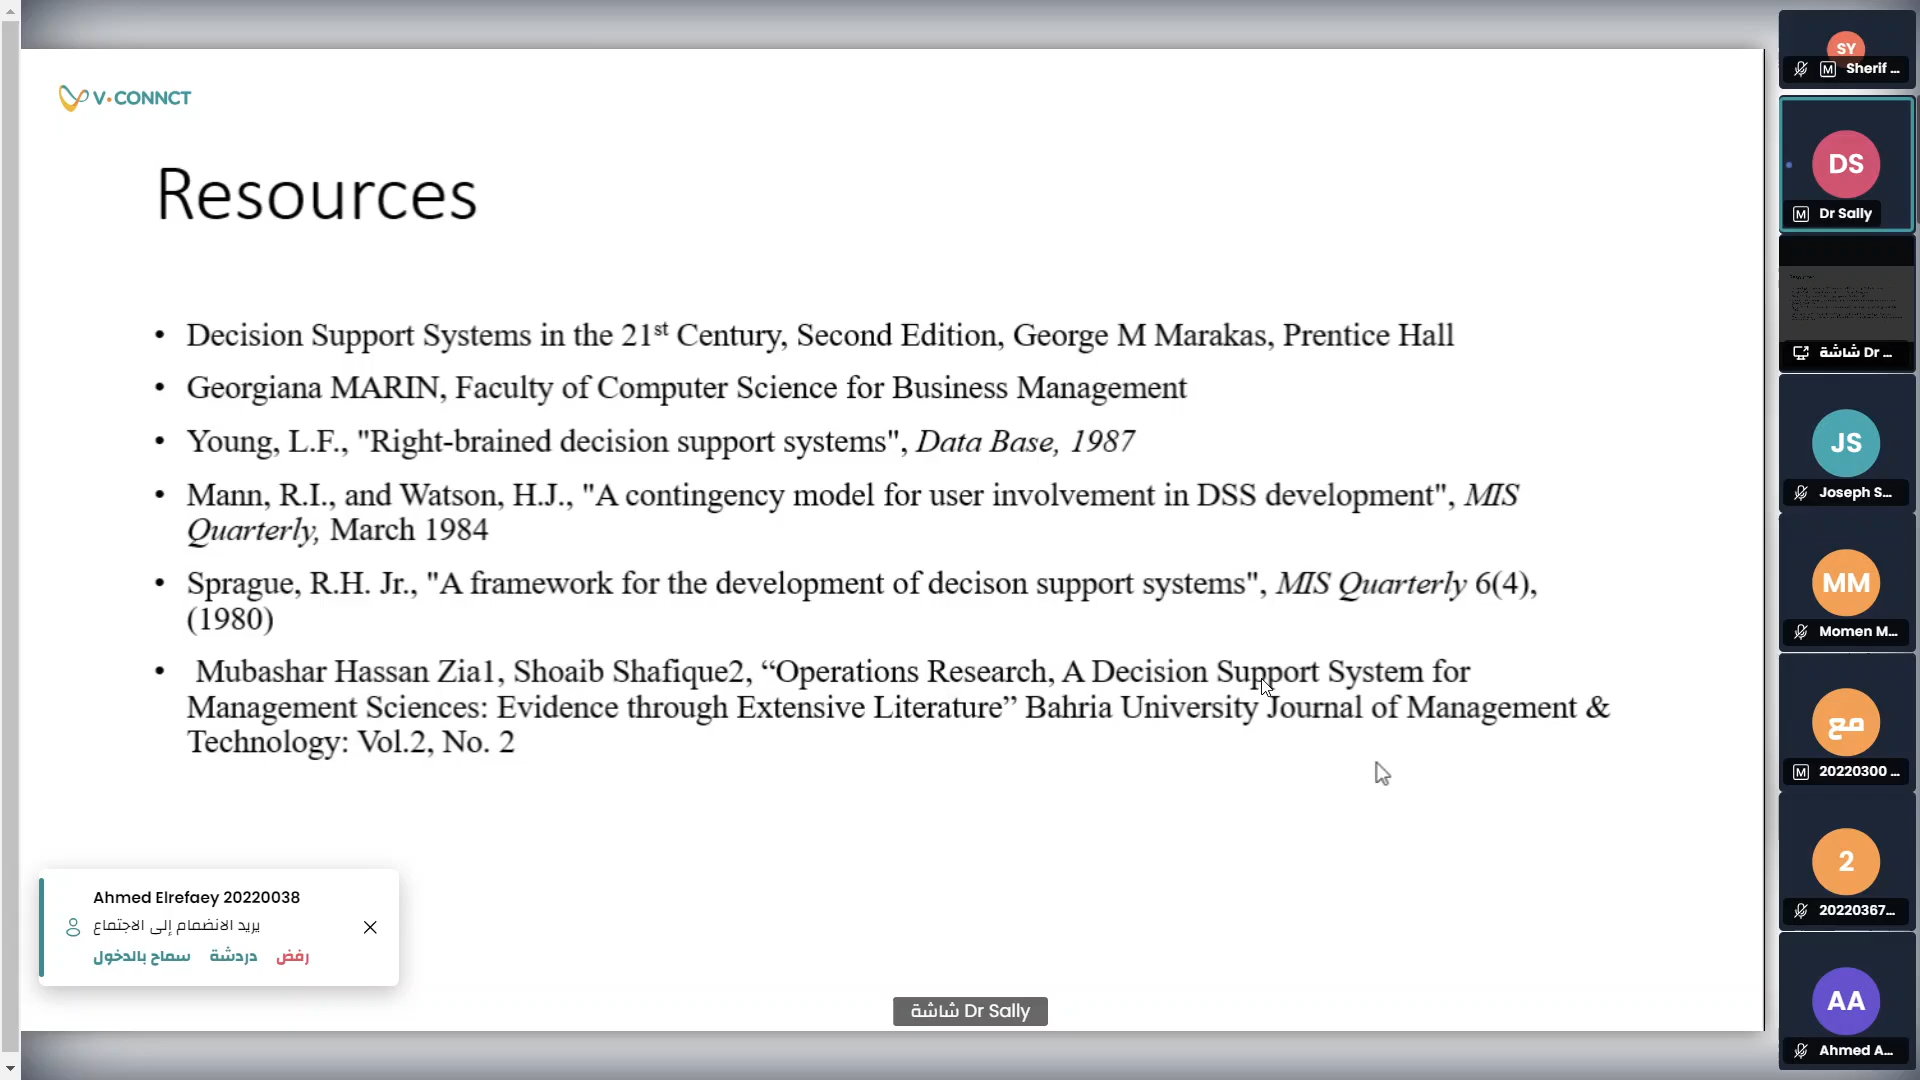 V·CONNCT
Resources
• Decision Support Systems in the 21st Century, Second Edition, George M Marakas, Prentice Hall
• Georgiana MARIN, Faculty of Computer Science for Business Management
• Young, L.F., "Right-brained decision support systems", Data Base, 1987
• Mann, R.I., and Watson, H.J., "A contingency model for user involvement in DSS development", MIS
Quarterly, March 1984
• Sprague, R.H. Jr., "A framework for the development of decison support systems", MIS Quarterly 6(4),
(1980)
• Mubashar Hassan Zia1, Shoaib Shafique2, “Operations Research, A Decision Support System for
Management Sciences: Evidence through Extensive Literature” Bahria University Journal of Management &
Technology: Vol.2, No. 2
Ahmed Elrefaey 20220038
يريد الانضمام إلى الاجتماع
سماح بالدخول دردشة رفض
شاشة Dr Sally
SY
M Sherif ...
DS
M Dr Sally
شاشة Dr ...
JS
Joseph S...
MM
Momen M...
مع
M 20220300 ...
2
20220367...
AA
Ahmed A...